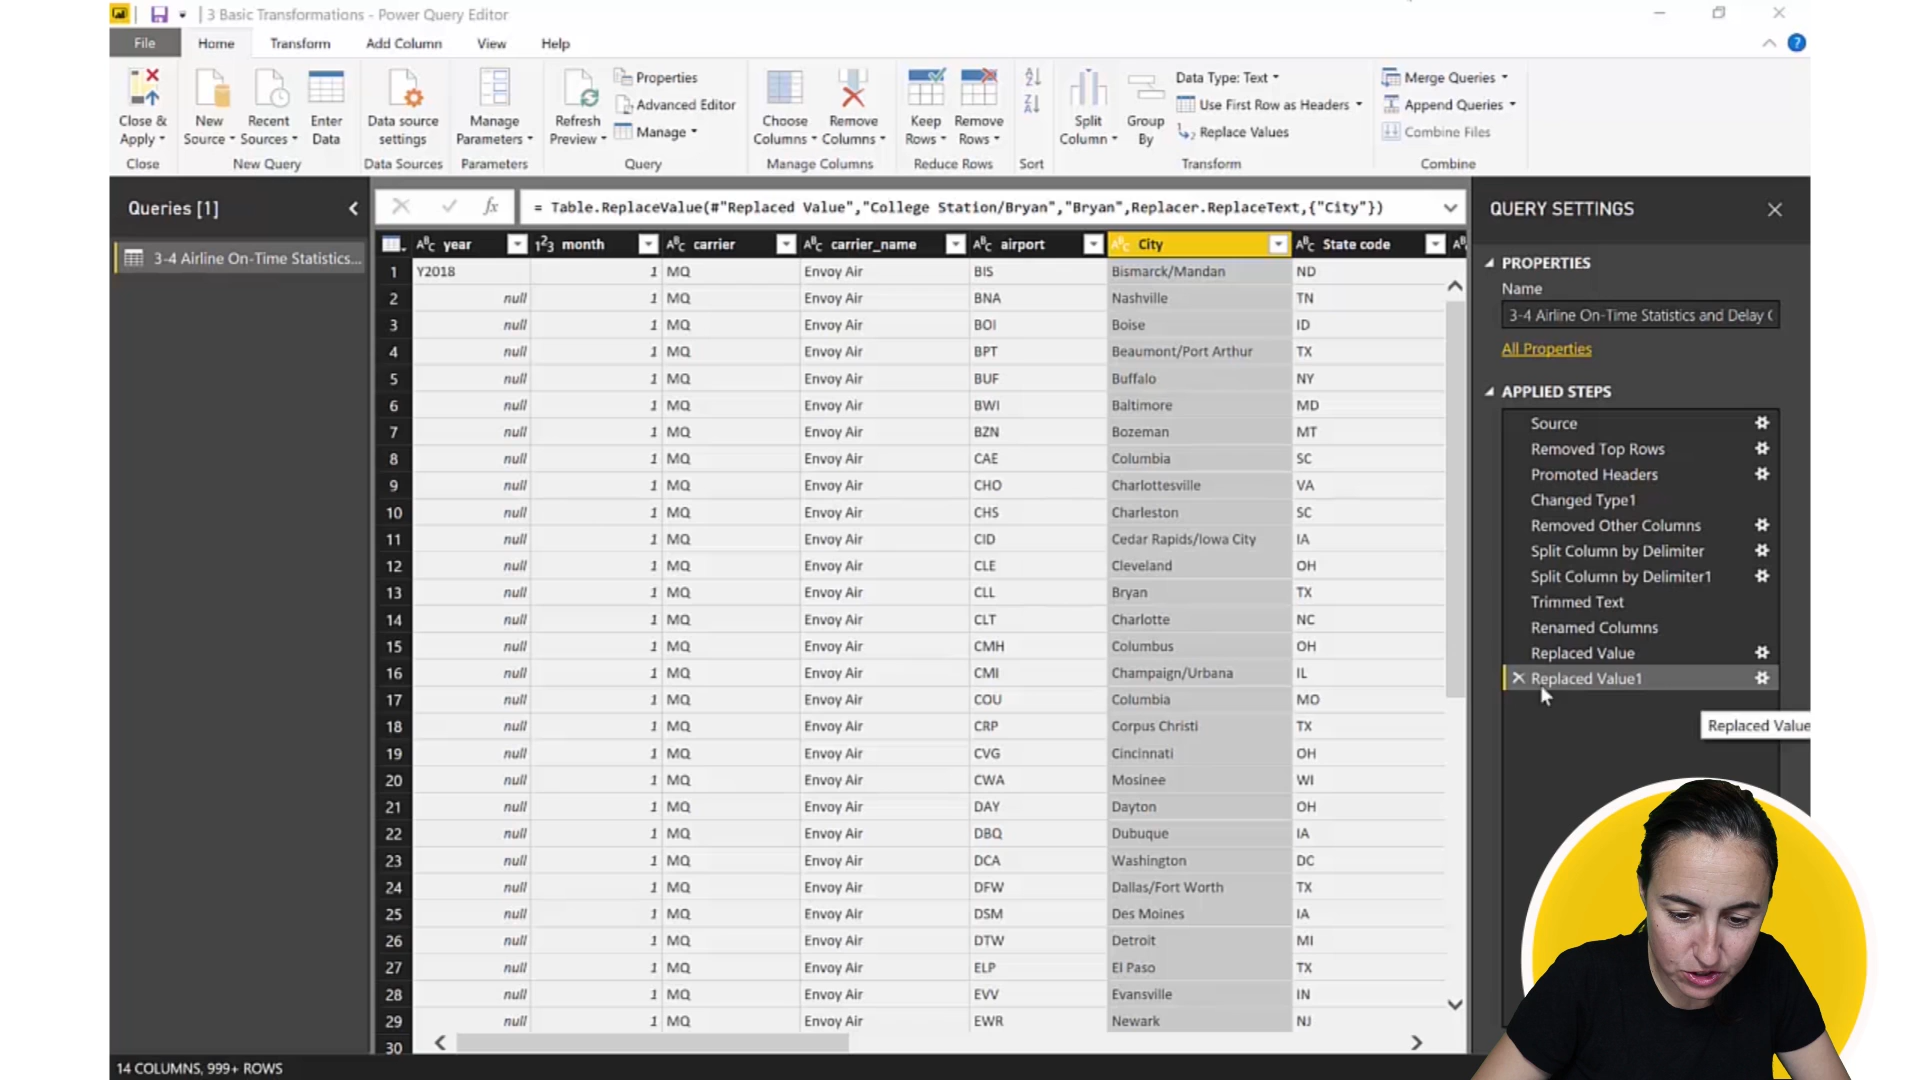 3 Basic Transformations - Power Query Editor
File Home Transform Add Column View Help
Close & Apply
New Source
Recent Sources
Enter Data
Data source settings
Manage Parameters
Refresh Preview
Properties
Advanced Editor
Manage
Choose Columns
Remove Columns
Keep Rows
Remove Rows
Split Column
Group By
Data Type: Text
Use First Row as Headers
Replace Values
Merge Queries
Append Queries
Combine Files
Close New Query Data Sources Parameters Query Manage Columns Reduce Rows Sort Transform Combine
Queries [1]
3-4 Airline On-Time Statistics...
fx = Table.ReplaceValue(#"Replaced Value","College Station/Bryan","Bryan",Replacer.ReplaceText,{"City"})
year month carrier carrier_name airport City State code
1 Y2018 1 MQ Envoy Air BIS Bismarck/Mandan ND
2 null 1 MQ Envoy Air BNA Nashville TN
3 null 1 MQ Envoy Air BOI Boise ID
4 null 1 MQ Envoy Air BPT Beaumont/Port Arthur TX
5 null 1 MQ Envoy Air BUF Buffalo NY
6 null 1 MQ Envoy Air BWI Baltimore MD
7 null 1 MQ Envoy Air BZN Bozeman MT
8 null 1 MQ Envoy Air CAE Columbia SC
9 null 1 MQ Envoy Air CHO Charlottesville VA
10 null 1 MQ Envoy Air CHS Charleston SC
11 null 1 MQ Envoy Air CID Cedar Rapids/Iowa City IA
12 null 1 MQ Envoy Air CLE Cleveland OH
13 null 1 MQ Envoy Air CLL Bryan TX
14 null 1 MQ Envoy Air CLT Charlotte NC
15 null 1 MQ Envoy Air CMH Columbus OH
16 null 1 MQ Envoy Air CMI Champaign/Urbana IL
17 null 1 MQ Envoy Air COU Columbia MO
18 null 1 MQ Envoy Air CRP Corpus Christi TX
19 null 1 MQ Envoy Air CVG Cincinnati OH
20 null 1 MQ Envoy Air CWA Mosinee WI
21 null 1 MQ Envoy Air DAY Dayton OH
22 null 1 MQ Envoy Air DBQ Dubuque IA
23 null 1 MQ Envoy Air DCA Washington DC
24 null 1 MQ Envoy Air DFW Dallas/Fort Worth TX
25 null 1 MQ Envoy Air DSM Des Moines IA
26 null 1 MQ Envoy Air DTW Detroit MI
27 null 1 MQ Envoy Air ELP El Paso TX
28 null 1 MQ Envoy Air EVV Evansville IN
29 null 1 MQ Envoy Air EWR Newark NJ
30
QUERY SETTINGS
PROPERTIES
Name
3-4 Airline On-Time Statistics and Delay
All Properties
APPLIED STEPS
Source
Removed Top Rows
Promoted Headers
Changed Type1
Removed Other Columns
Split Column by Delimiter
Split Column by Delimiter1
Trimmed Text
Renamed Columns
Replaced Value
Replaced Value1
Replaced Value
14 COLUMNS, 999+ ROWS